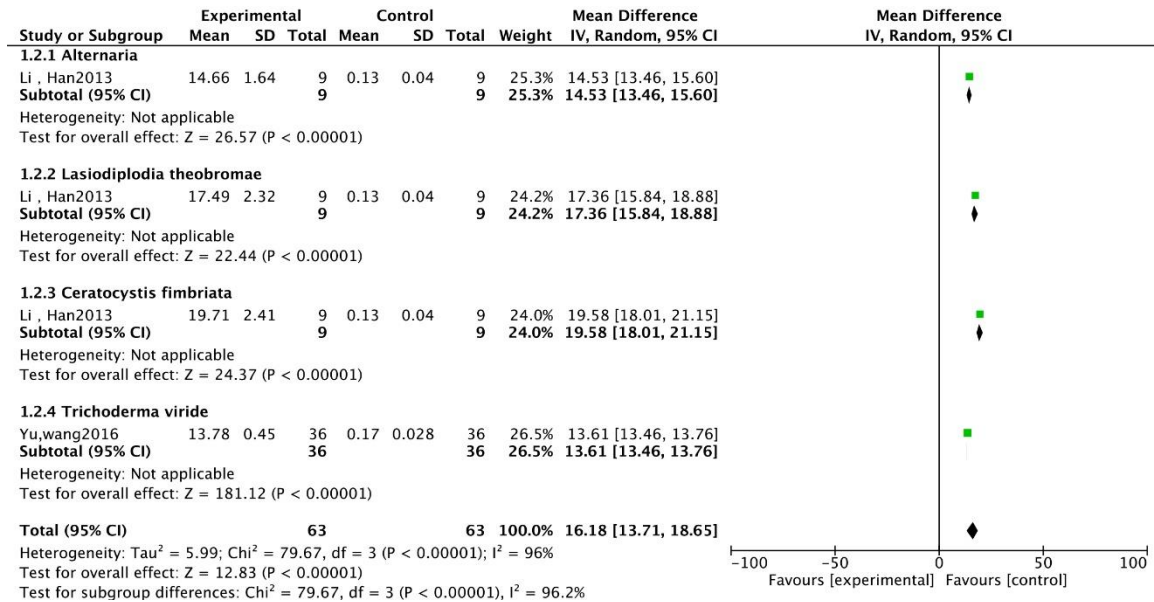 Experimental Control Mean Difference Mean Difference
Study or Subgroup Mean SD Total Mean SD Total Weight IV, Random, 95% CI IV, Random, 95% CI
1.2.1 Alternaria
Li , Han2013 14.66 1.64 9 0.13 0.04 9 25.3% 14.53 [13.46, 15.60]
Subtotal (95% CI) 9 9 25.3% 14.53 [13.46, 15.60]
Heterogeneity: Not applicable
Test for overall effect: Z = 26.57 (P < 0.00001)
1.2.2 Lasiodiplodia theobromae
Li , Han2013 17.49 2.32 9 0.13 0.04 9 24.2% 17.36 [15.84, 18.88]
Subtotal (95% CI) 9 9 24.2% 17.36 [15.84, 18.88]
Heterogeneity: Not applicable
Test for overall effect: Z = 22.44 (P < 0.00001)
1.2.3 Ceratocystis fimbriata
Li , Han2013 19.71 2.41 9 0.13 0.04 9 24.0% 19.58 [18.01, 21.15]
Subtotal (95% CI) 9 9 24.0% 19.58 [18.01, 21.15]
Heterogeneity: Not applicable
Test for overall effect: Z = 24.37 (P < 0.00001)
1.2.4 Trichoderma viride
Yu,wang2016 13.78 0.45 36 0.17 0.028 36 26.5% 13.61 [13.46, 13.76]
Subtotal (95% CI) 36 36 26.5% 13.61 [13.46, 13.76]
Heterogeneity: Not applicable
Test for overall effect: Z = 181.12 (P < 0.00001)
Total (95% CI) 63 63 100.0% 16.18 [13.71, 18.65]
Heterogeneity: Tau² = 5.99; Chi² = 79.67, df = 3 (P < 0.00001); I² = 96%
Test for overall effect: Z = 12.83 (P < 0.00001)
Test for subgroup differences: Chi² = 79.67, df = 3 (P < 0.00001), I² = 96.2%
-100 -50 0 50 100
Favours [experimental] Favours [control]